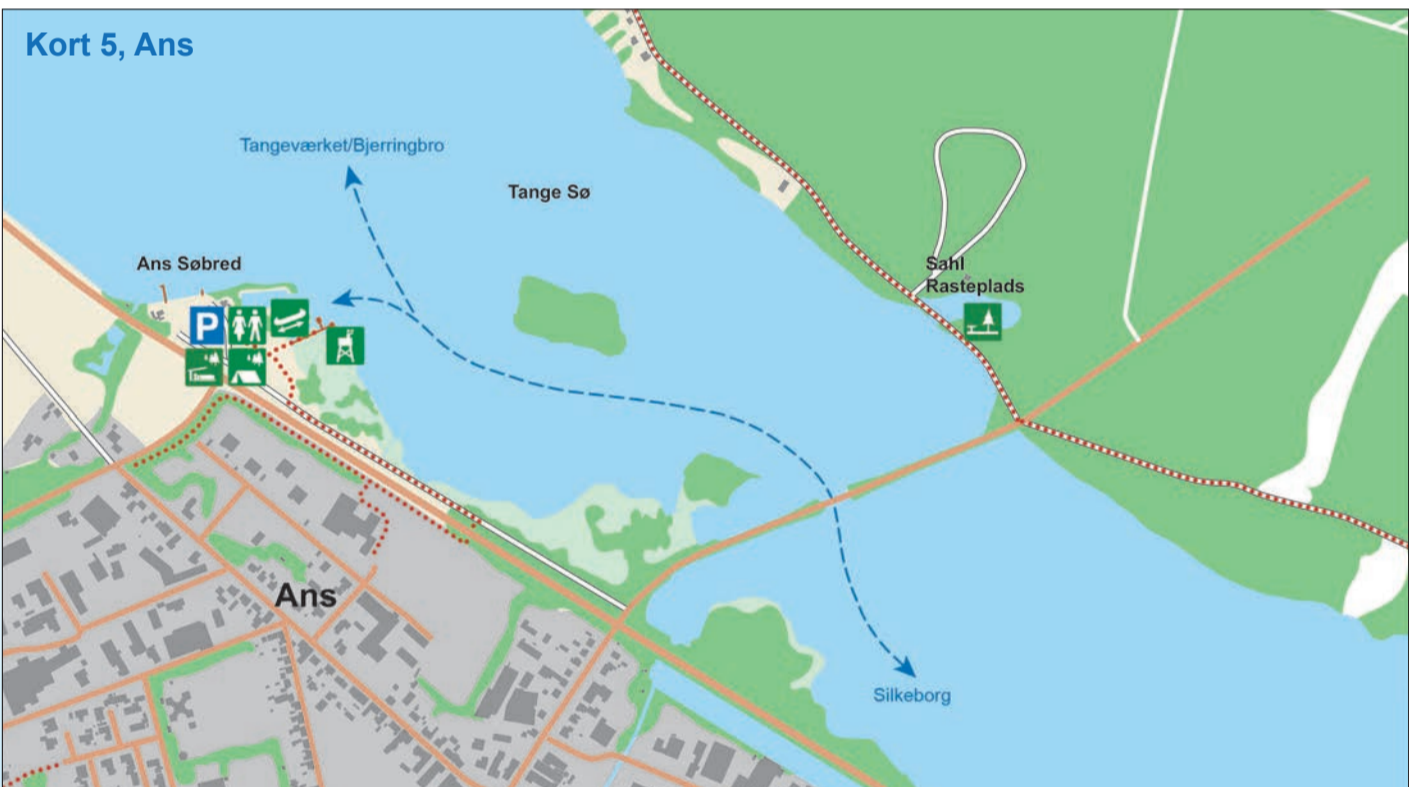 Kort 5, Ans
Tangeværket/Bjerringbro
Tange Sø
Ans Søbred
Sahl
Rasteplads
P
Ans
Silkeborg